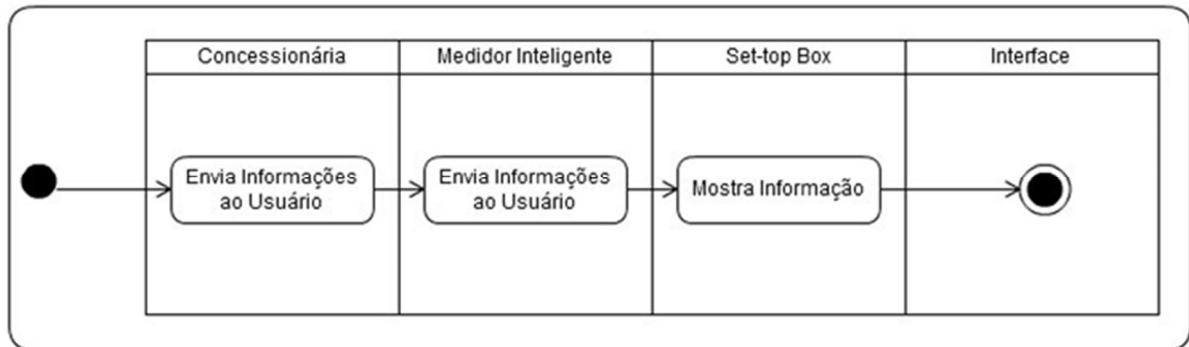 Concessionária
Medidor Inteligente
Set-top Box
Interface
Envia Informações
ao Usuário
Envia Informações
ao Usuário
Mostra Informação